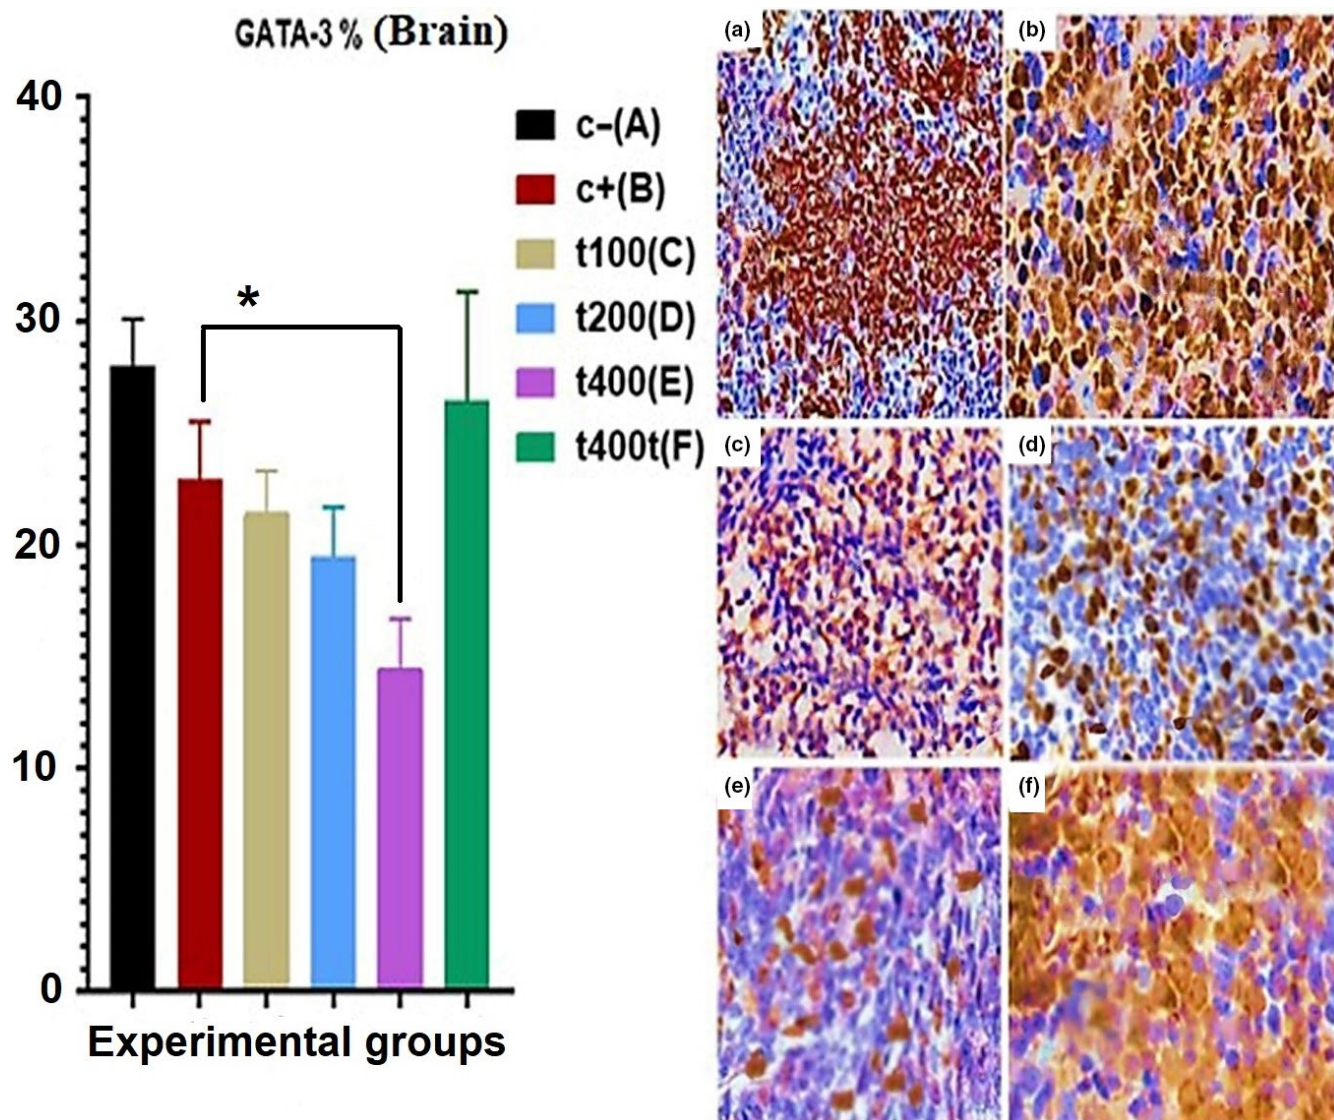 GATA-3 % (Brain)
40
30
20
10
0
*
Experimental groups
c−(A)
c+(B)
t100(C)
t200(D)
t400(E)
t400t(F)
(a)
(b)
(c)
(d)
(e)
(f)